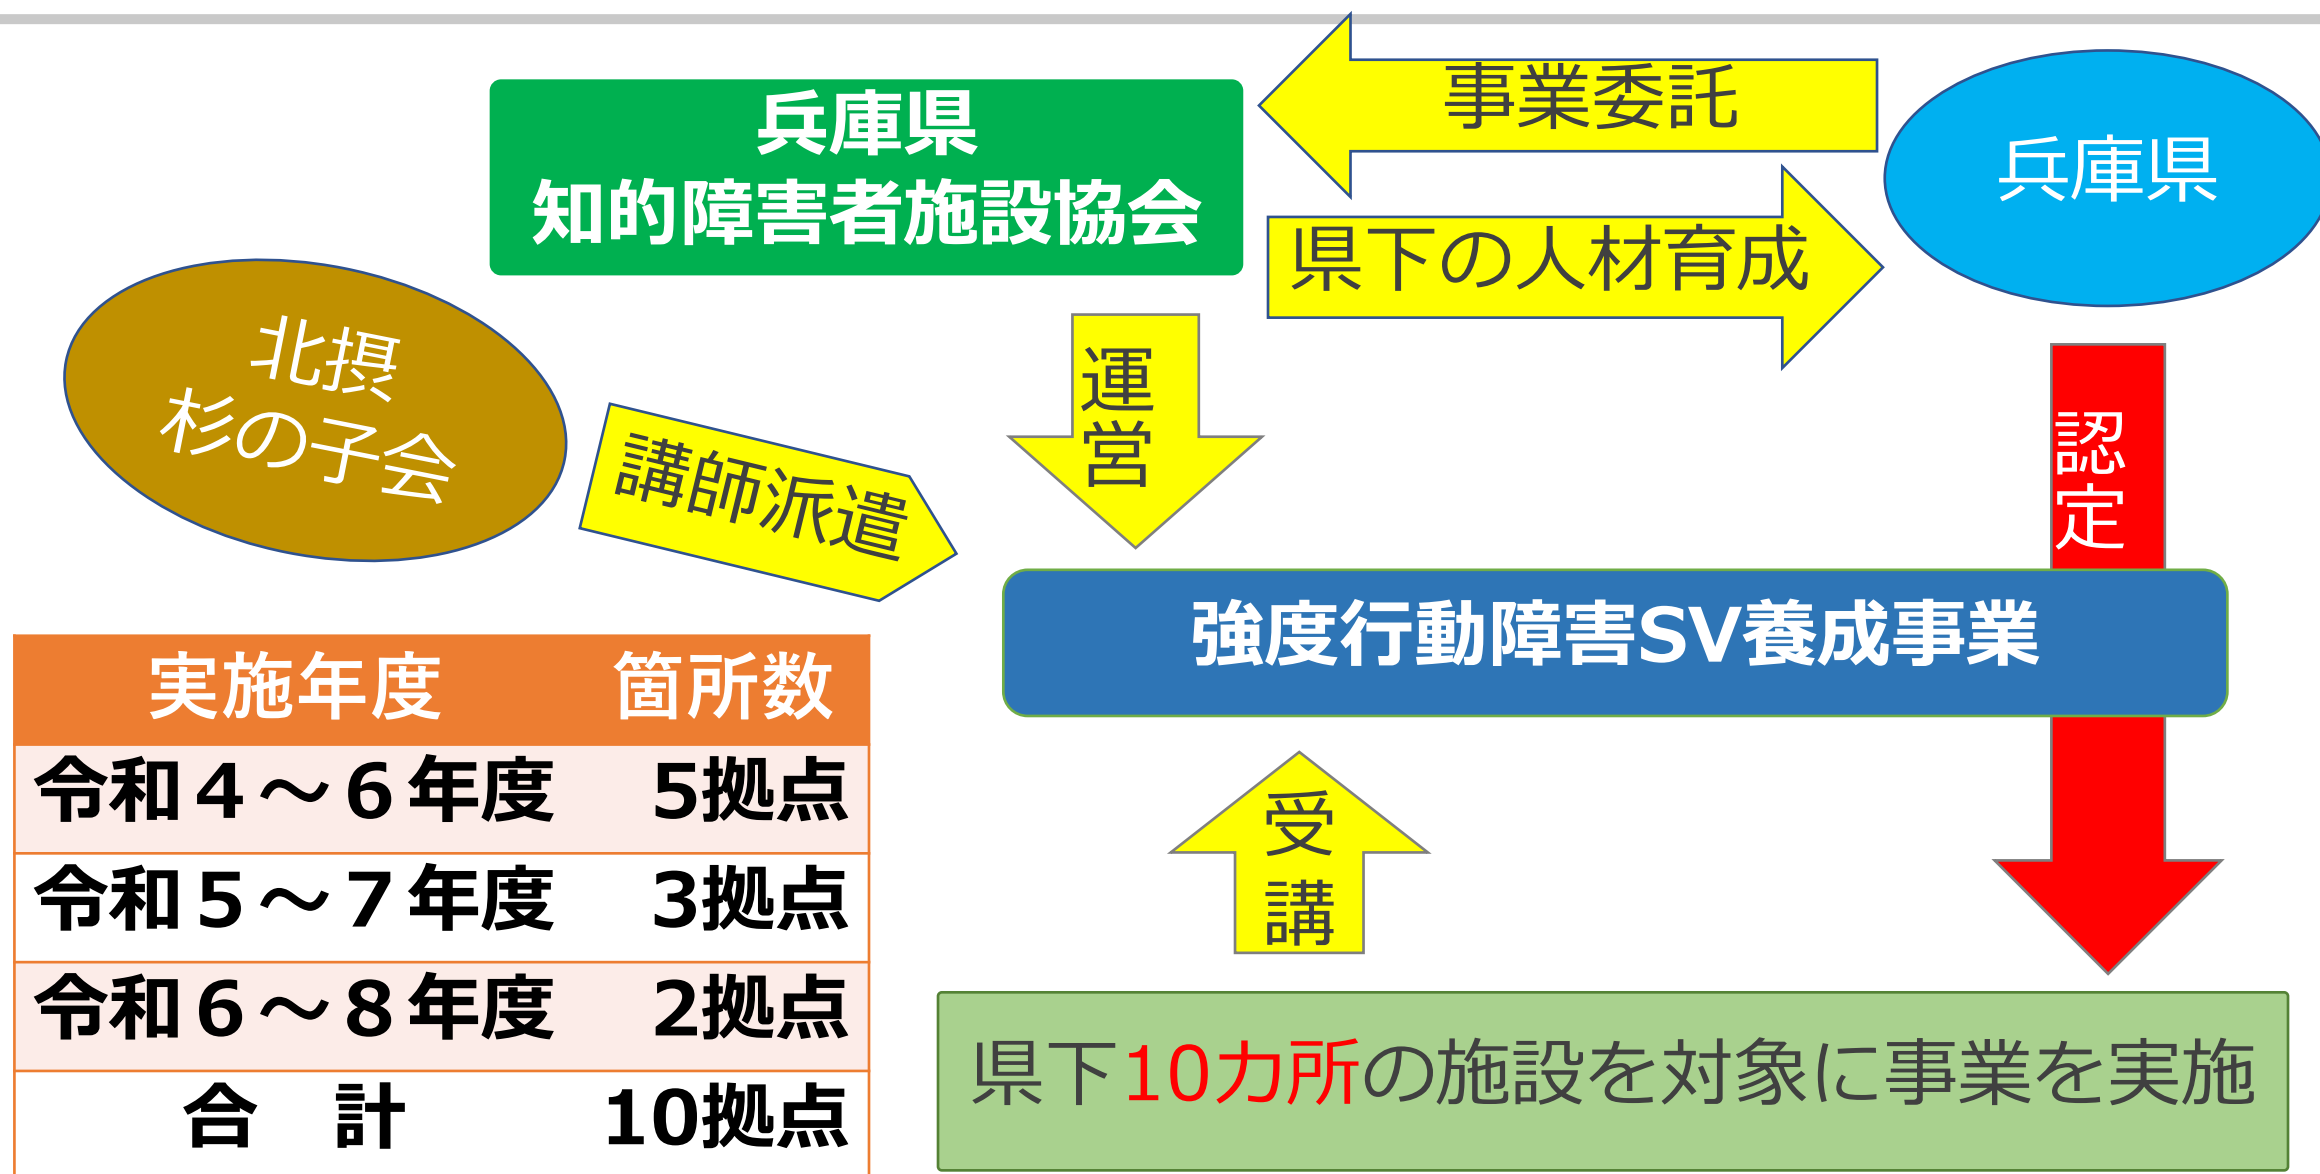 兵庫県
知的障害者施設協会
事業委託
県下の人材育成
兵庫県
北摂
杉の子会
講師派遣
運営
認定
強度行動障害SV養成事業
実施年度 箇所数
令和４～６年度 5拠点
令和５～７年度 3拠点
令和６～８年度 2拠点
合　計 10拠点
受講
県下10カ所の施設を対象に事業を実施